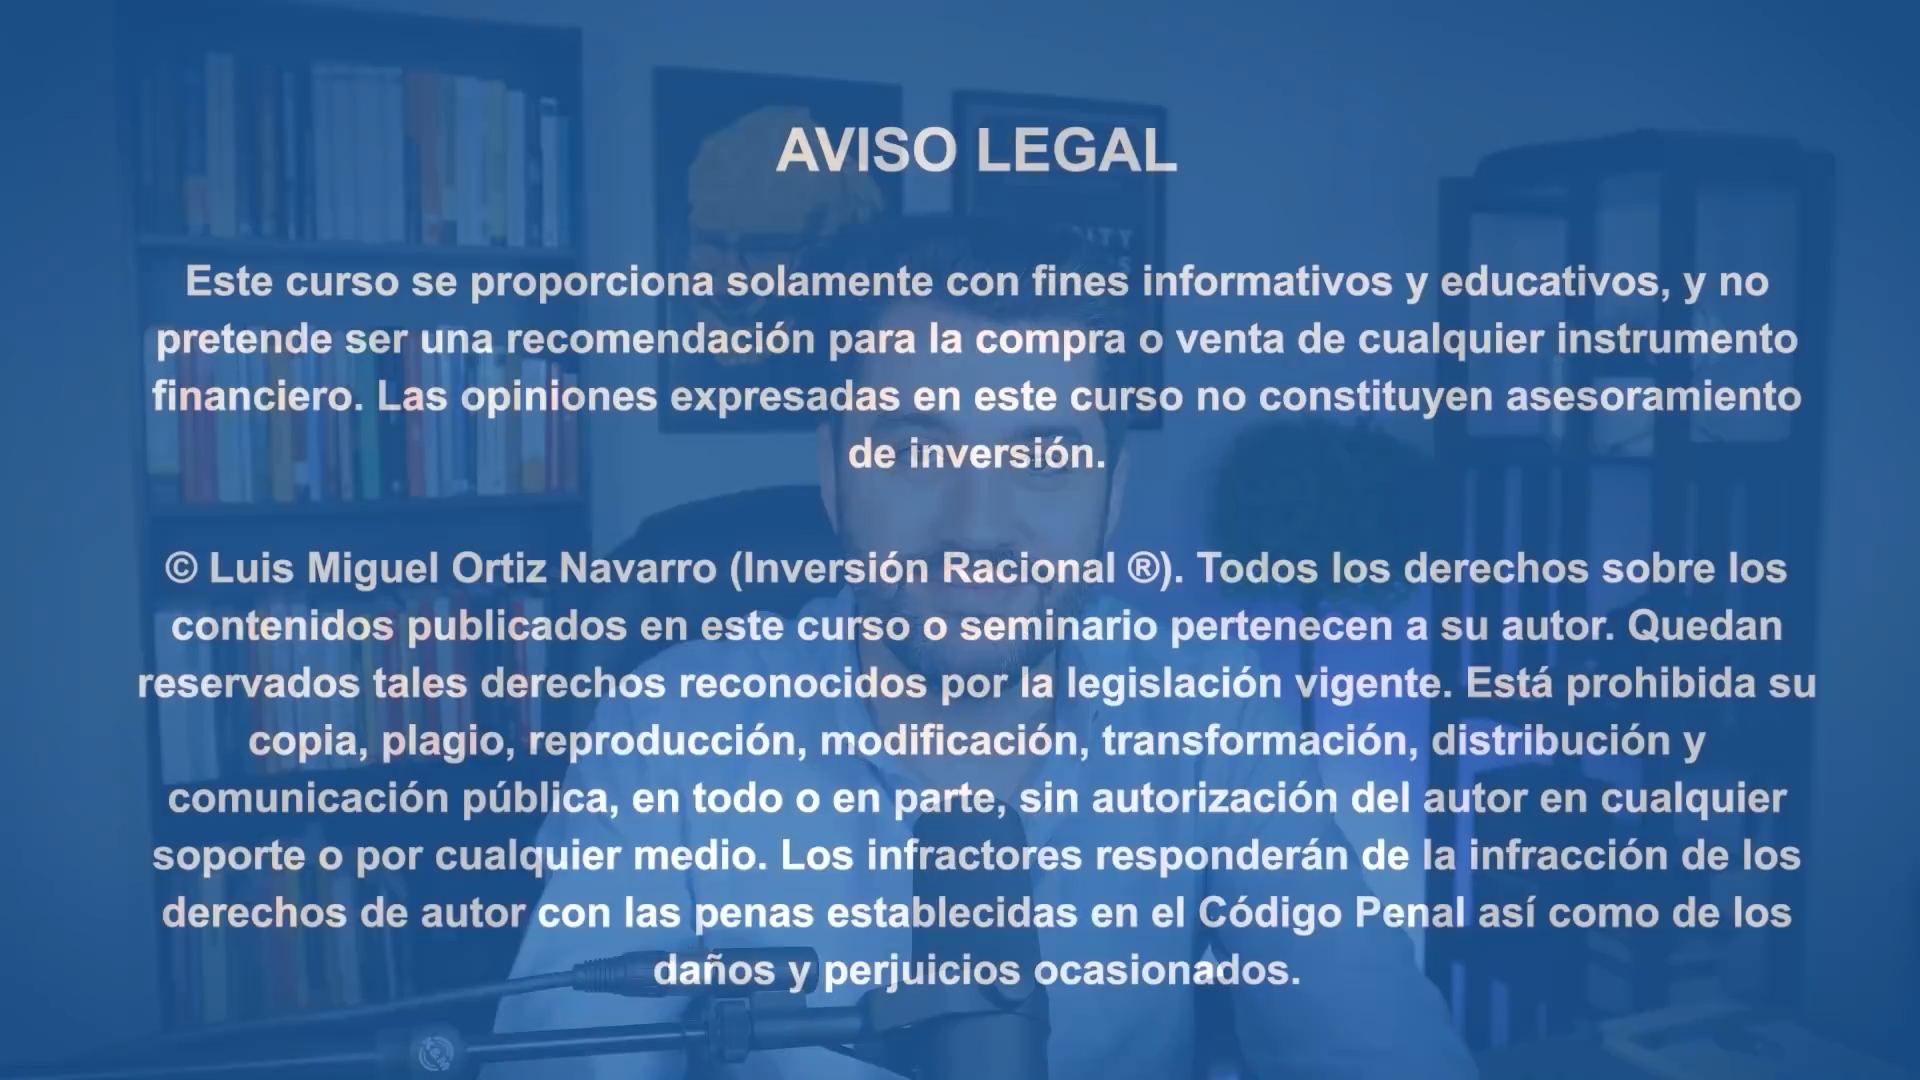 AVISO LEGAL
Este curso se proporciona solamente con fines informativos y educativos, y no
pretende ser una recomendación para la compra o venta de cualquier instrumento
financiero. Las opiniones expresadas en este curso no constituyen asesoramiento
de inversión.
© Luis Miguel Ortiz Navarro (Inversión Racional ®). Todos los derechos sobre los
contenidos publicados en este curso o seminario pertenecen a su autor. Quedan
reservados tales derechos reconocidos por la legislación vigente. Está prohibida su
copia, plagio, reproducción, modificación, transformación, distribución y
comunicación pública, en todo o en parte, sin autorización del autor en cualquier
soporte o por cualquier medio. Los infractores responderán de la infracción de los
derechos de autor con las penas establecidas en el Código Penal así como de los
daños y perjuicios ocasionados.